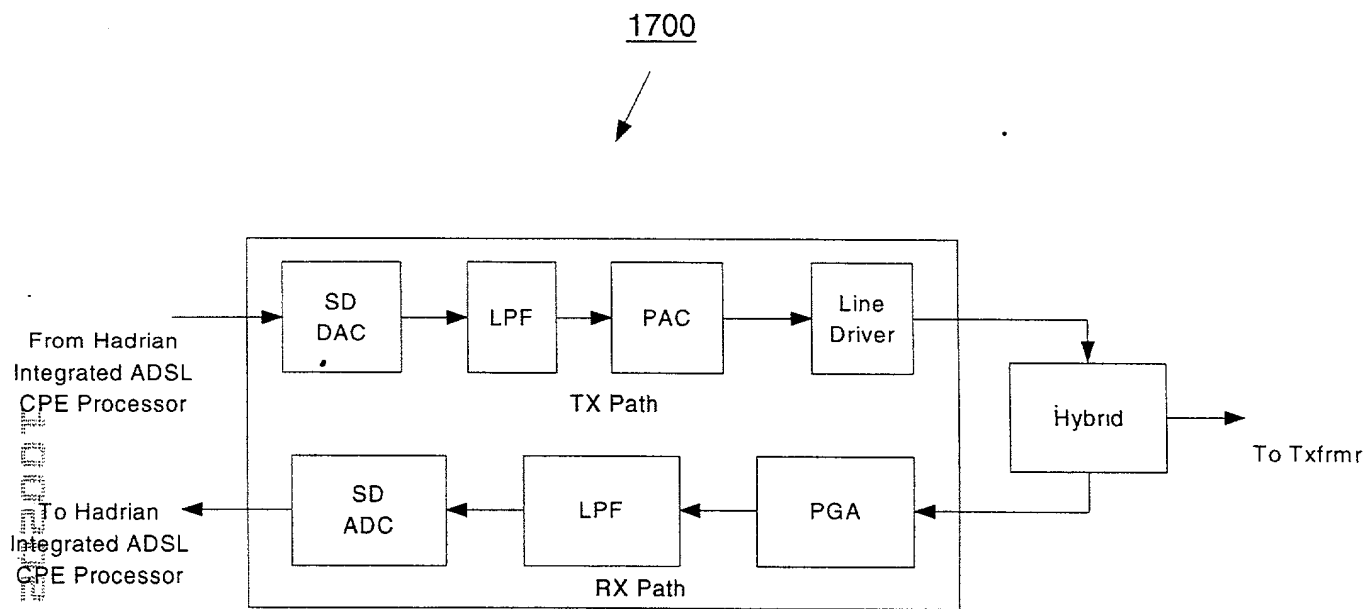 1700
SD
DAC
LPF
PAC
Line
Driver
From Hadrian
Integrated ADSL
CPE Processor
TX Path
Hybrid
To Txfrmr
SD
ADC
LPF
PGA
To Hadrian
Integrated ADSL
CPE Processor
RX Path